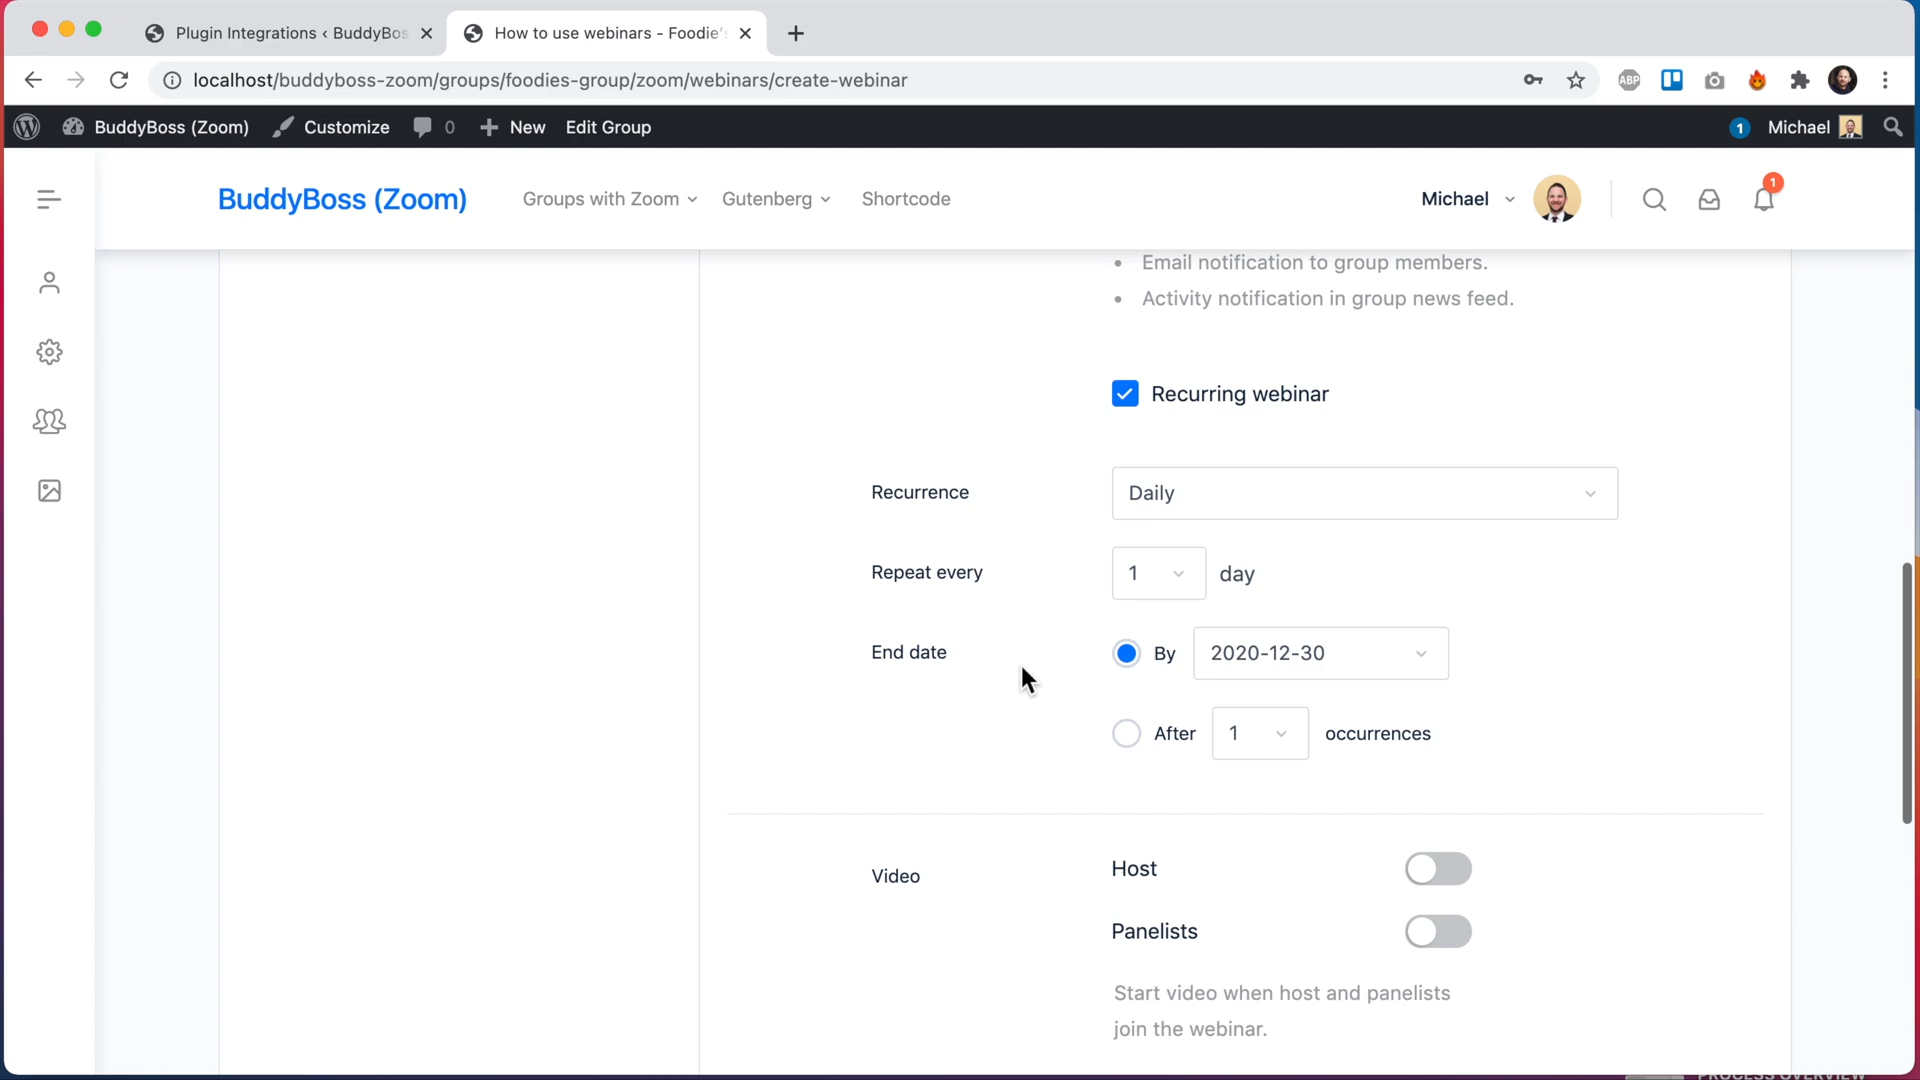 Plugin Integrations ‹ BuddyBos
How to use webinars - Foodie's
localhost/buddyboss-zoom/groups/foodies-group/zoom/webinars/create-webinar
ABP
BuddyBoss (Zoom)
Customize
0
New
Edit Group
1
Michael
BuddyBoss (Zoom)
Groups with Zoom
Gutenberg
Shortcode
Michael
1
Email notification to group members.
Activity notification in group news feed.
Recurring webinar
Recurrence
Daily
Repeat every
1
day
End date
By
2020-12-30
After
1
occurrences
Video
Host
Panelists
Start video when host and panelists
join the webinar.
PROCESS OVERVIEW